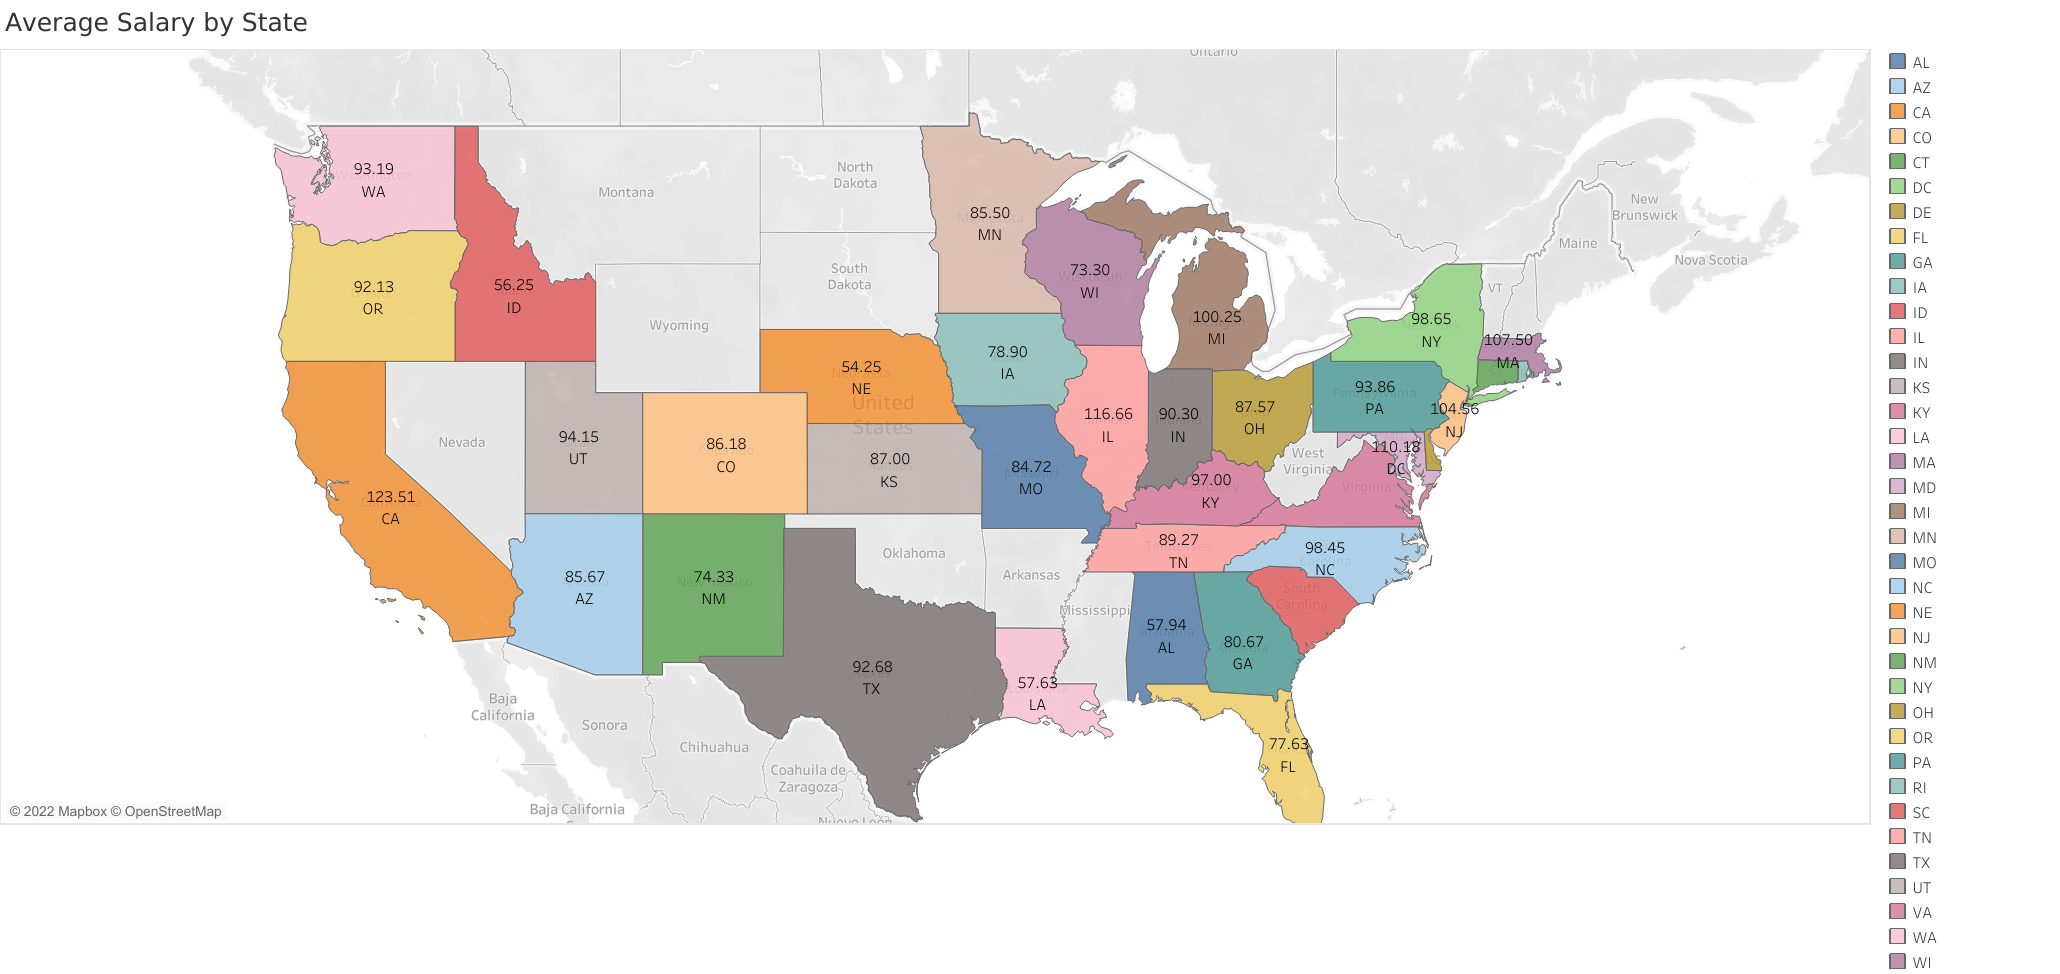 Average Salary by State
Ontario
93.19
WA
Montana
North
Dakota
85.50
MN
New
Brunswick
Maine
Nova Scotia
92.13
OR
56.25
ID
South
Dakota
73.30
WI
VT
Wyoming
100.25
MI
98.65
NY
107.50
MA
54.25
NE
78.90
IA
93.86
PA
United
States
Nevada
94.15
UT
86.18
CO
87.00
KS
84.72
MO
116.66
IL
90.30
IN
87.57
OH
104.56
NJ
West
Virginia
110.18
DC
97.00
KY
Virginia
123.51
CA
Oklahoma
Arkansas
Tennessee
89.27
TN
98.45
NC
85.67
AZ
74.33
NM
Mississippi
57.94
AL
80.67
GA
South
Carolina
92.68
TX
57.63
LA
77.63
FL
Baja
California
Sonora
Chihuahua
Coahuila de
Zaragoza
Baja California
Nuevo León
© 2022 Mapbox © OpenStreetMap
AL
AZ
CA
CO
CT
DC
DE
FL
GA
IA
ID
IL
IN
KS
KY
LA
MA
MD
MI
MN
MO
NC
NE
NJ
NM
NY
OH
OR
PA
RI
SC
TN
TX
UT
VA
WA
WI